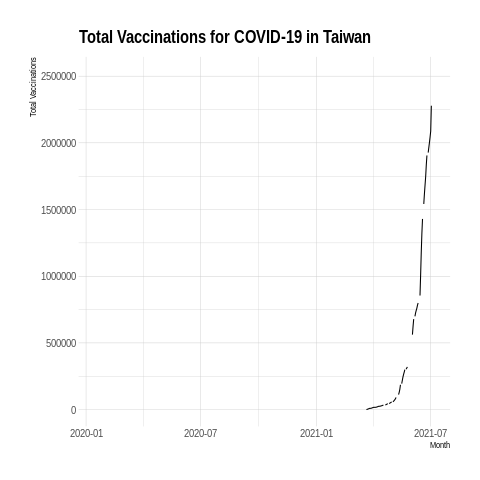 Total Vaccinations for COVID-19 in Taiwan
Total Vaccinations
2500000
2000000
1500000
1000000
500000
0
2020-01 2020-07 2021-01 2021-07
Month